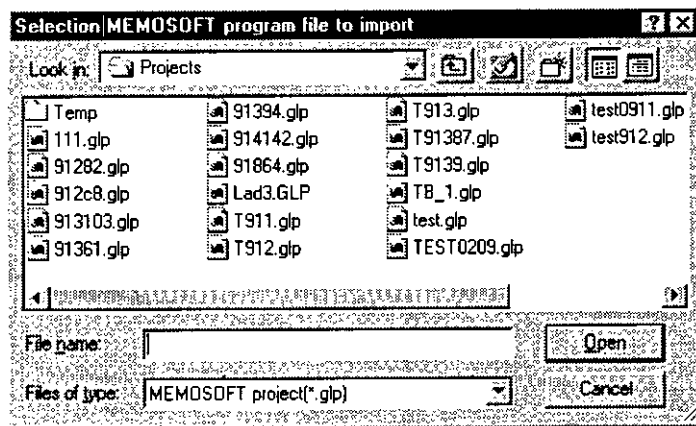 Selection MEMOSOFT program file to import
Look in: Projects
Temp
111.glp
91282.glp
912c8.glp
913103.glp
91361.glp
91394.glp
914142.glp
91864.glp
Lad3.GLP
T911.glp
T912.glp
T913.glp
T91387.glp
T9139.glp
TB_1.glp
test.glp
TEST0209.glp
test0911.glp
test912.glp
File name:
Open
Files of type: MEMOSOFT project(*.glp)
Cancel